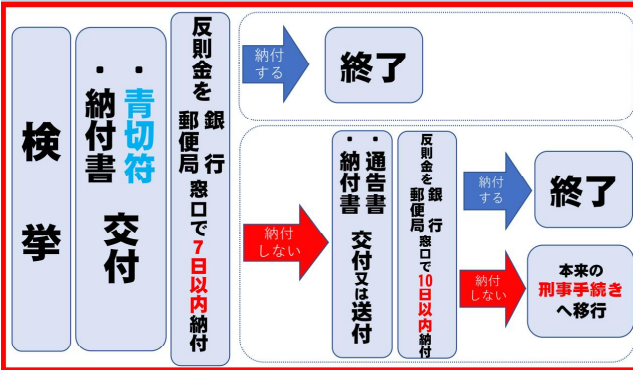 検挙
・青切符
・納付書
交付
反則金を
銀行
郵便局
窓口で7日以内納付
納付
する
終了
納付
しない
・通告書
・納付書
交付又は送付
反則金を
銀行
郵便局
窓口で10日以内納付
納付
する
終了
納付
しない
本来の
刑事手続き
へ移行